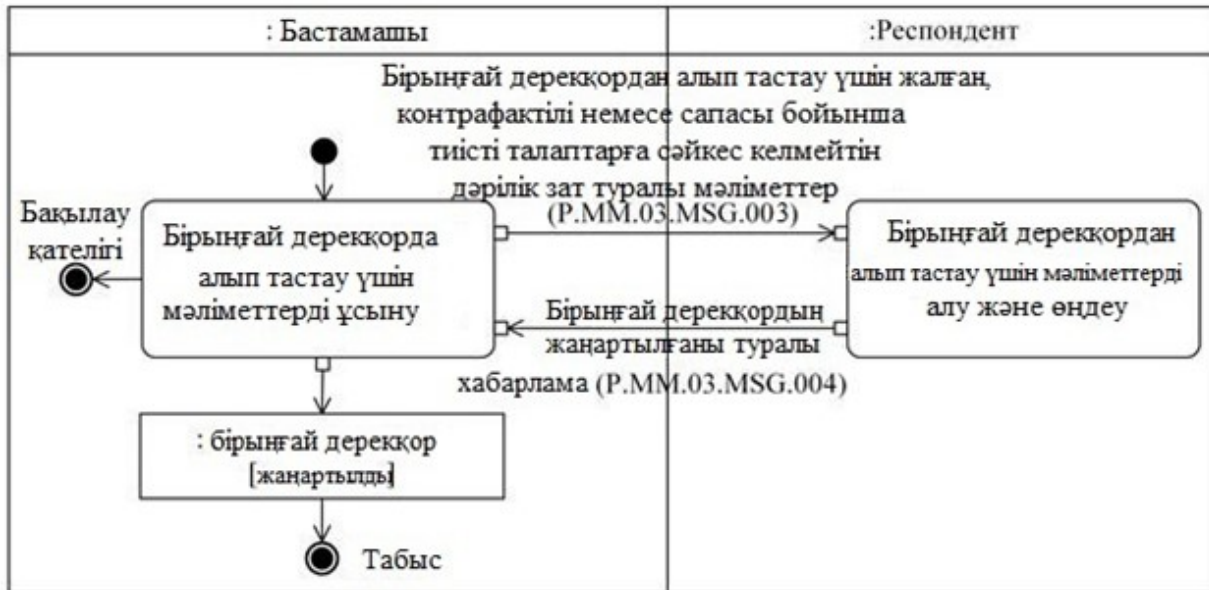 : Бастамашы
:Респондент
Бірыңғай дерекқордан алып тастау үшін жалған,
контрафактілі немесе сапасы бойынша
тиісті талаптарға сәйкес келмейтін
дәрілік зат туралы мәліметтер
(P.MM.03.MSG.003)
Бақылау
қателігі
Бірыңғай дерекқорда
алып тастау үшін
мәліметтерді ұсыну
Бірыңғай дерекқордан
алып тастау үшін мәліметтерді
алу және өңдеу
Бірыңғай дерекқордың
жаңартылғаны туралы
хабарлама (P.MM.03.MSG.004)
: бірыңғай дерекқор
[жаңартылды]
Табыс